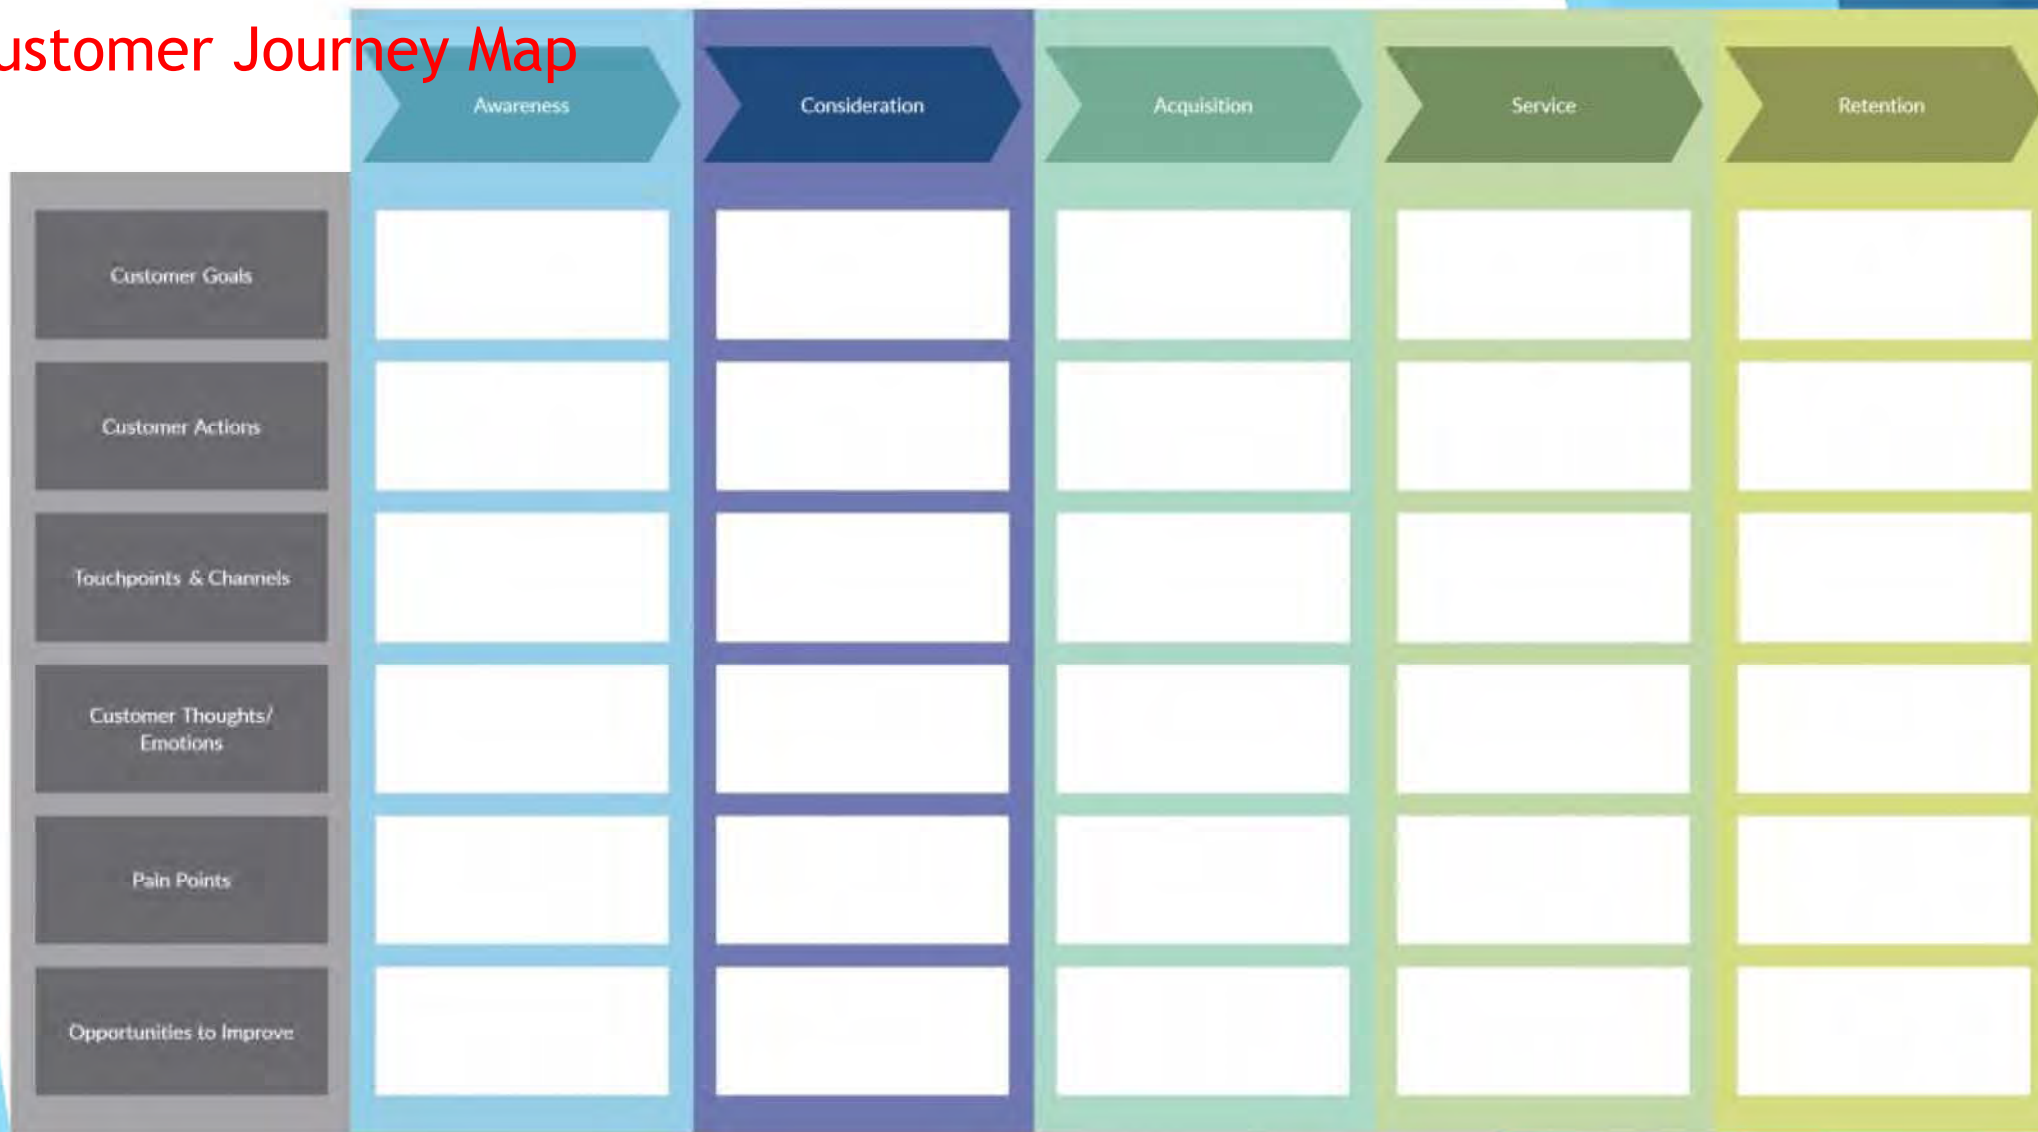 ustomer Journey Map
Awareness
Consideration
Acquisition
Service
Retention
Customer Goals
Customer Actions
Touchpoints & Channels
Customer Thoughts/
Emotions
Pain Points
Opportunities to Improve